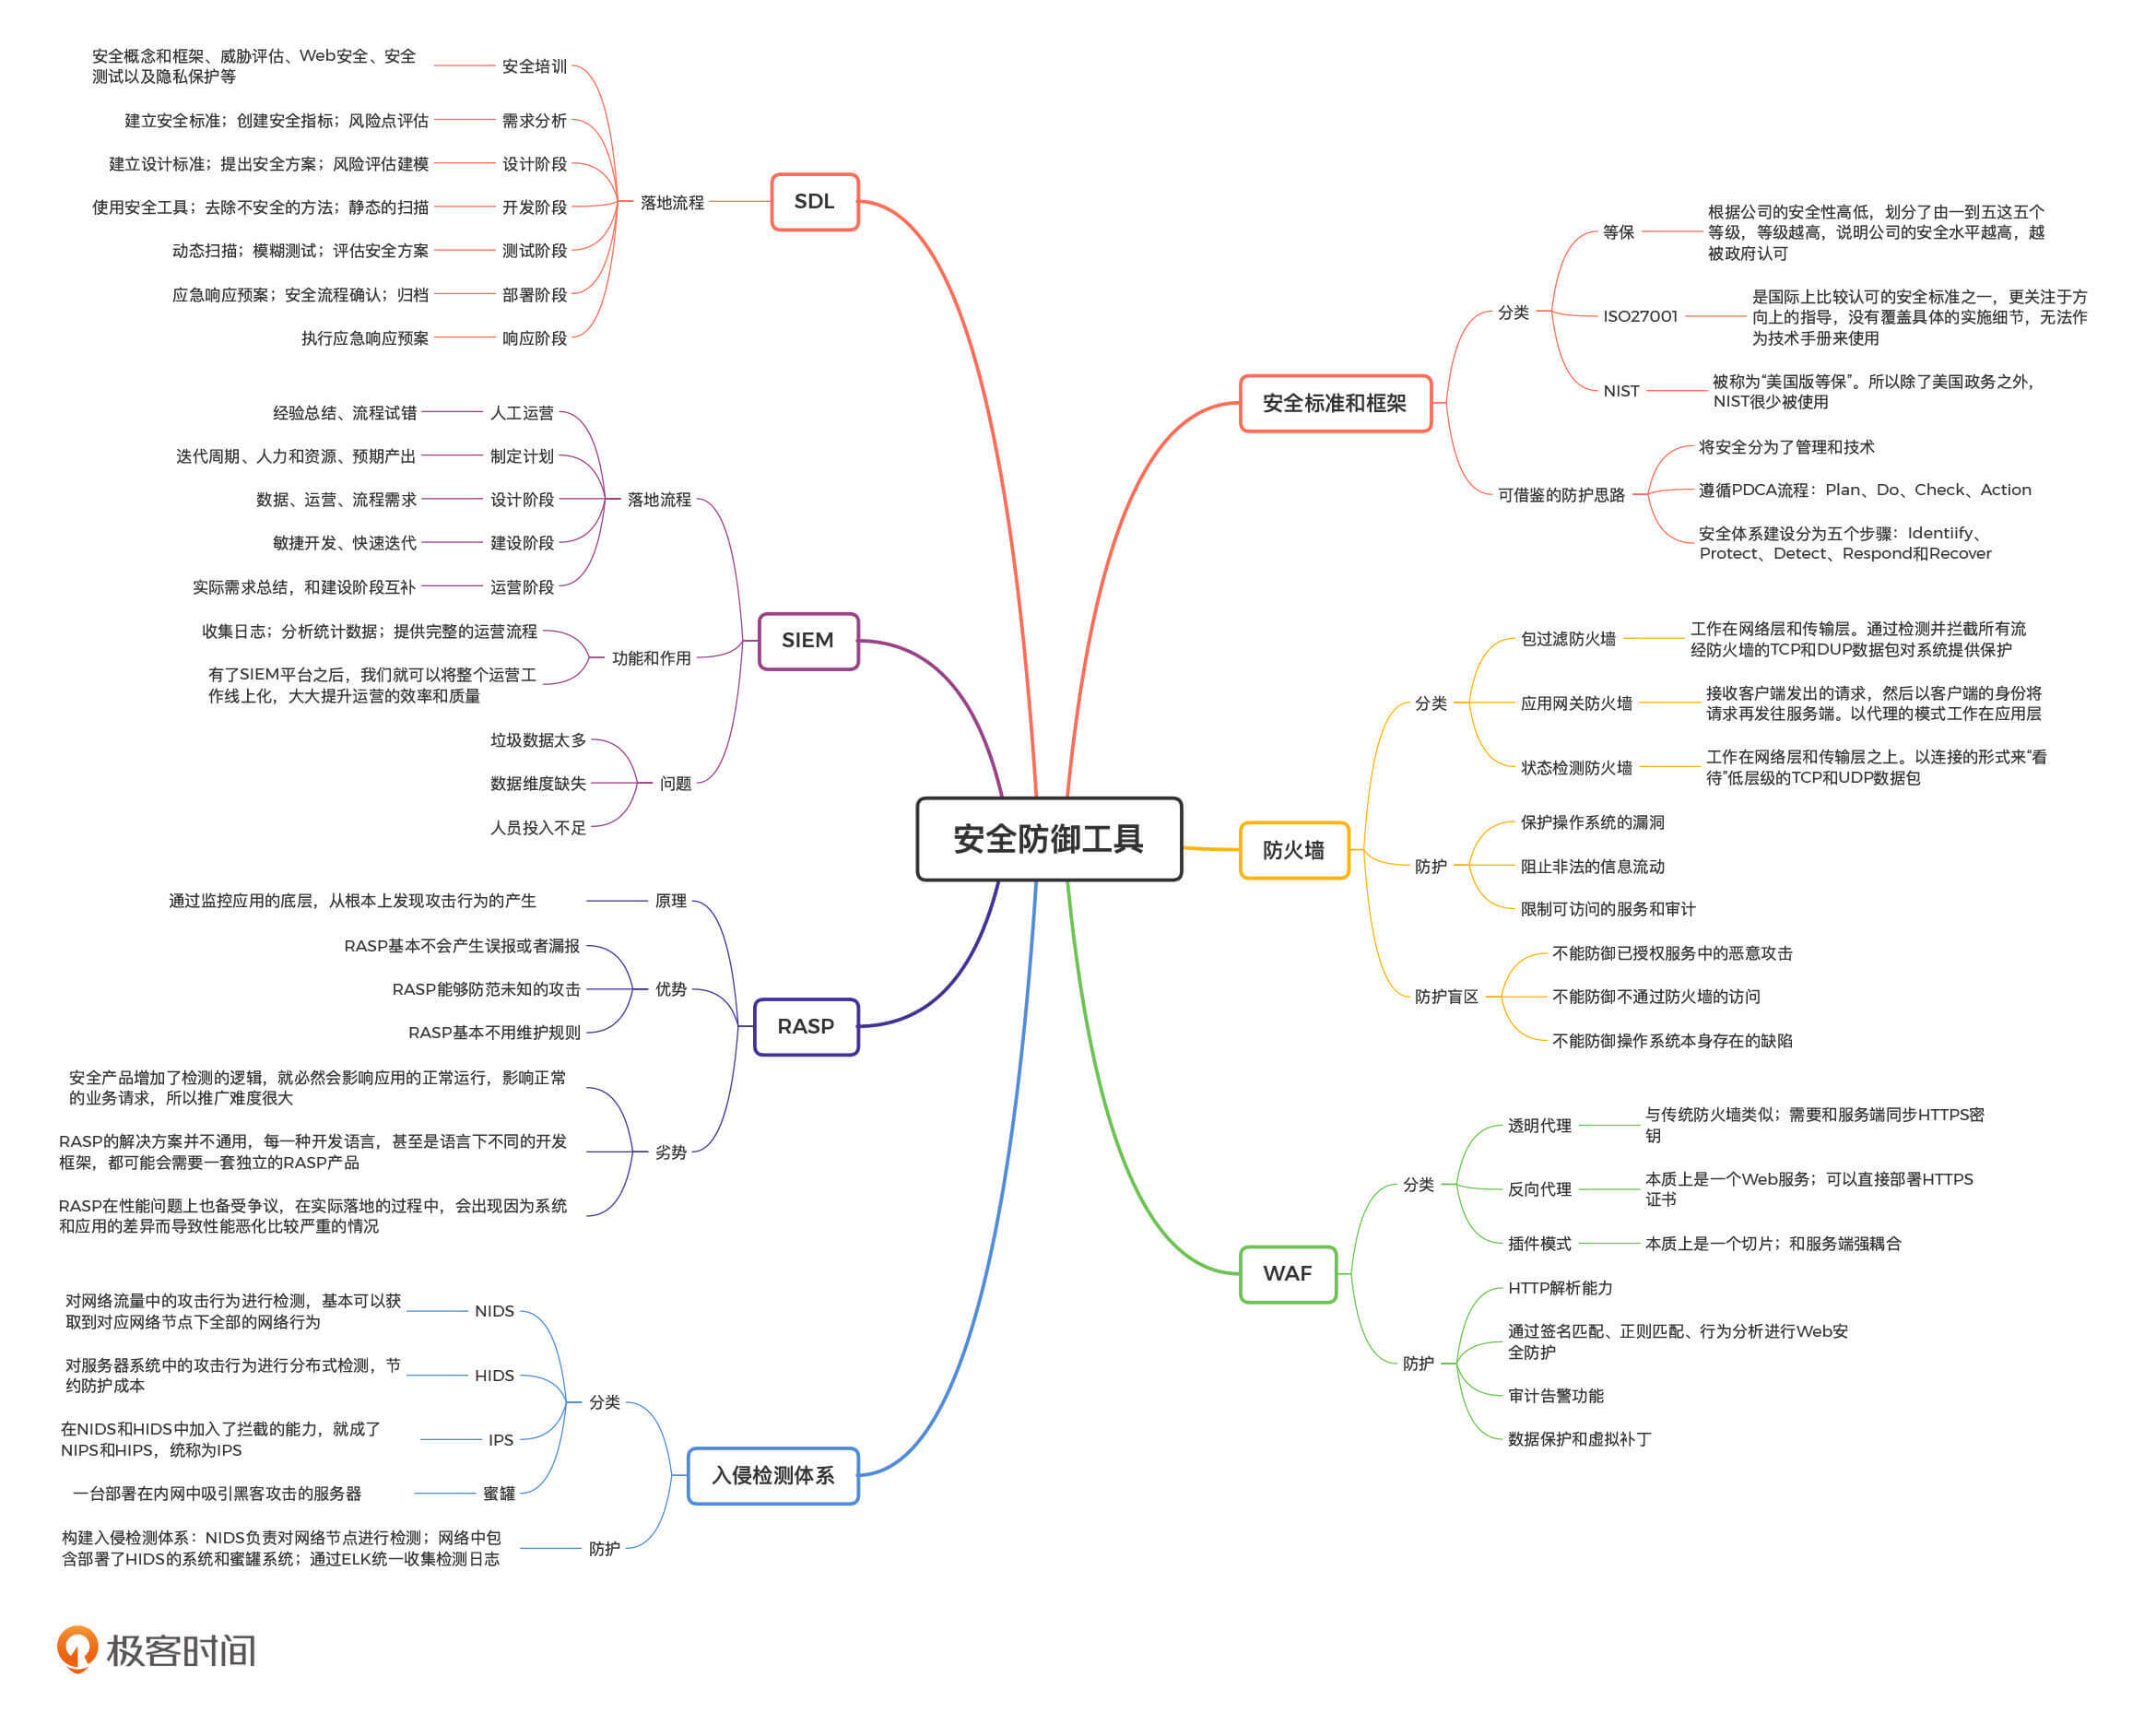 安全防御工具
SDL
落地流程
安全培训
安全概念和框架、威胁评估、Web安全、安全
测试以及隐私保护等
需求分析
建立安全标准；创建安全指标；风险点评估
设计阶段
建立设计标准；提出安全方案；风险评估建模
开发阶段
使用安全工具；去除不安全的方法；静态的扫描
测试阶段
动态扫描；模糊测试；评估安全方案
部署阶段
应急响应预案；安全流程确认；归档
响应阶段
执行应急响应预案
SIEM
落地流程
人工运营
经验总结、流程试错
制定计划
迭代周期、人力和资源、预期产出
设计阶段
数据、运营、流程需求
建设阶段
敏捷开发、快速迭代
运营阶段
实际需求总结，和建设阶段互补
功能和作用
收集日志；分析统计数据；提供完整的运营流程
有了SIEM平台之后，我们就可以将整个运营工
作线上化，大大提升运营的效率和质量
问题
垃圾数据太多
数据维度缺失
人员投入不足
RASP
原理
通过监控应用的底层，从根本上发现攻击行为的产生
优势
RASP基本不会产生误报或者漏报
RASP能够防范未知的攻击
RASP基本不用维护规则
劣势
安全产品增加了检测的逻辑，就必然会影响应用的正常运行，影响正常
的业务请求，所以推广难度很大
RASP的解决方案并不通用，每一种开发语言，甚至是语言下不同的开发
框架，都可能会需要一套独立的RASP产品
RASP在性能问题上也备受争议，在实际落地的过程中，会出现因为系统
和应用的差异而导致性能恶化比较严重的情况
入侵检测体系
分类
NIDS
对网络流量中的攻击行为进行检测，基本可以获
取到对应网络节点下全部的网络行为
HIDS
对服务器系统中的攻击行为进行分布式检测，节
约防护成本
IPS
在NIDS和HIDS中加入了拦截的能力，就成了
NIPS和HIPS，统称为IPS
蜜罐
一台部署在内网中吸引黑客攻击的服务器
防护
构建入侵检测体系：NIDS负责对网络节点进行检测；网络中包
含部署了HIDS的系统和蜜罐系统；通过ELK统一收集检测日志
安全标准和框架
分类
等保
根据公司的安全性高低，划分了由一到五这五个
等级，等级越高，说明公司的安全水平越高，越
被政府认可
ISO27001
是国际上比较认可的安全标准之一，更关注于方
向上的指导，没有覆盖具体的实施细节，无法作
为技术手册来使用
NIST
被称为“美国版等保”。所以除了美国政务之外，
NIST很少被使用
可借鉴的防护思路
将安全分为了管理和技术
遵循PDCA流程：Plan、Do、Check、Action
安全体系建设分为五个步骤：Identiify、
Protect、Detect、Respond和Recover
防火墙
分类
包过滤防火墙
工作在网络层和传输层。通过检测并拦截所有流
经防火墙的TCP和DUP数据包对系统提供保护
应用网关防火墙
接收客户端发出的请求，然后以客户端的身份将
请求再发往服务端。以代理的模式工作在应用层
状态检测防火墙
工作在网络层和传输层之上。以连接的形式来“看
待”低层级的TCP和UDP数据包
防护
保护操作系统的漏洞
阻止非法的信息流动
限制可访问的服务和审计
防护盲区
不能防御已授权服务中的恶意攻击
不能防御不通过防火墙的访问
不能防御操作系统本身存在的缺陷
WAF
分类
透明代理
与传统防火墙类似；需要和服务端同步HTTPS密
钥
反向代理
本质上是一个Web服务；可以直接部署HTTPS
证书
插件模式
本质上是一个切片；和服务端强耦合
防护
HTTP解析能力
通过签名匹配、正则匹配、行为分析进行Web安
全防护
审计告警功能
数据保护和虚拟补丁
极客时间